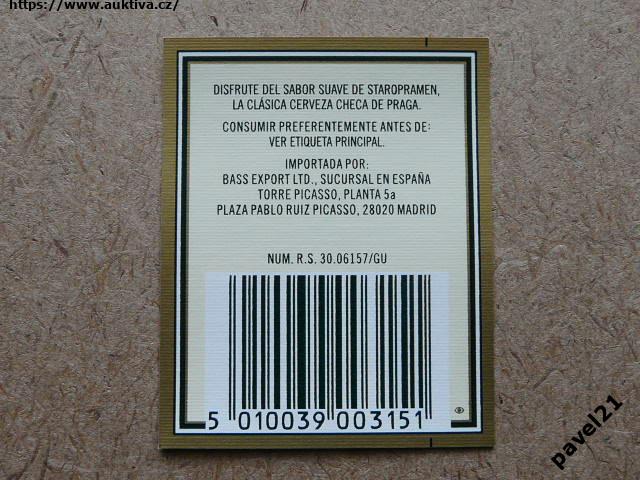 https://www.auktiva.cz/
DISFRUTE DEL SABOR SUAVE DE STAROPRAMEN,
LA CLÁSICA CERVEZA CHECA DE PRAGA.
CONSUMIR PREFERENTEMENTE ANTES DE:
VER ETIQUETA PRINCIPAL.
IMPORTADA POR:
BASS EXPORT LTD., SUCURSAL EN ESPAÑA
TORRE PICASSO, PLANTA 5a
PLAZA PABLO RUIZ PICASSO, 28020 MADRID
NUM. R.S. 30.06157/GU
5 010039 003151
pavel21